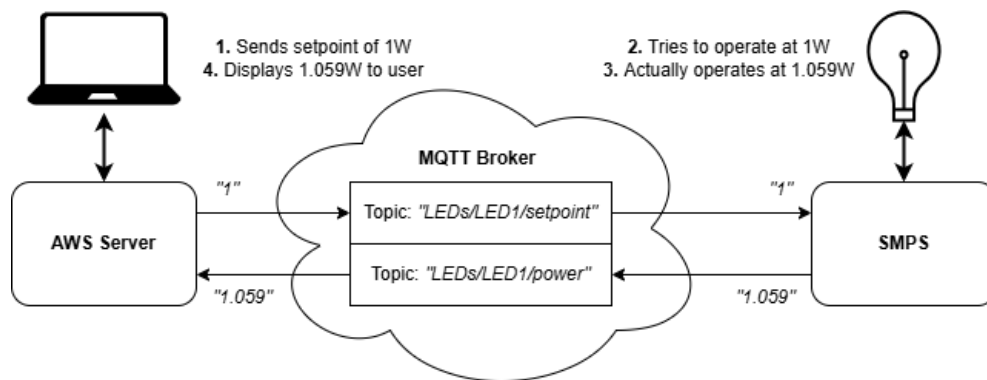 1. Sends setpoint of 1W
4. Displays 1.059W to user
2. Tries to operate at 1W
3. Actually operates at 1.059W
MQTT Broker
"1"
"1"
AWS Server
Topic: "LEDs/LED1/setpoint"
SMPS
Topic: "LEDs/LED1/power"
"1.059"
"1.059"